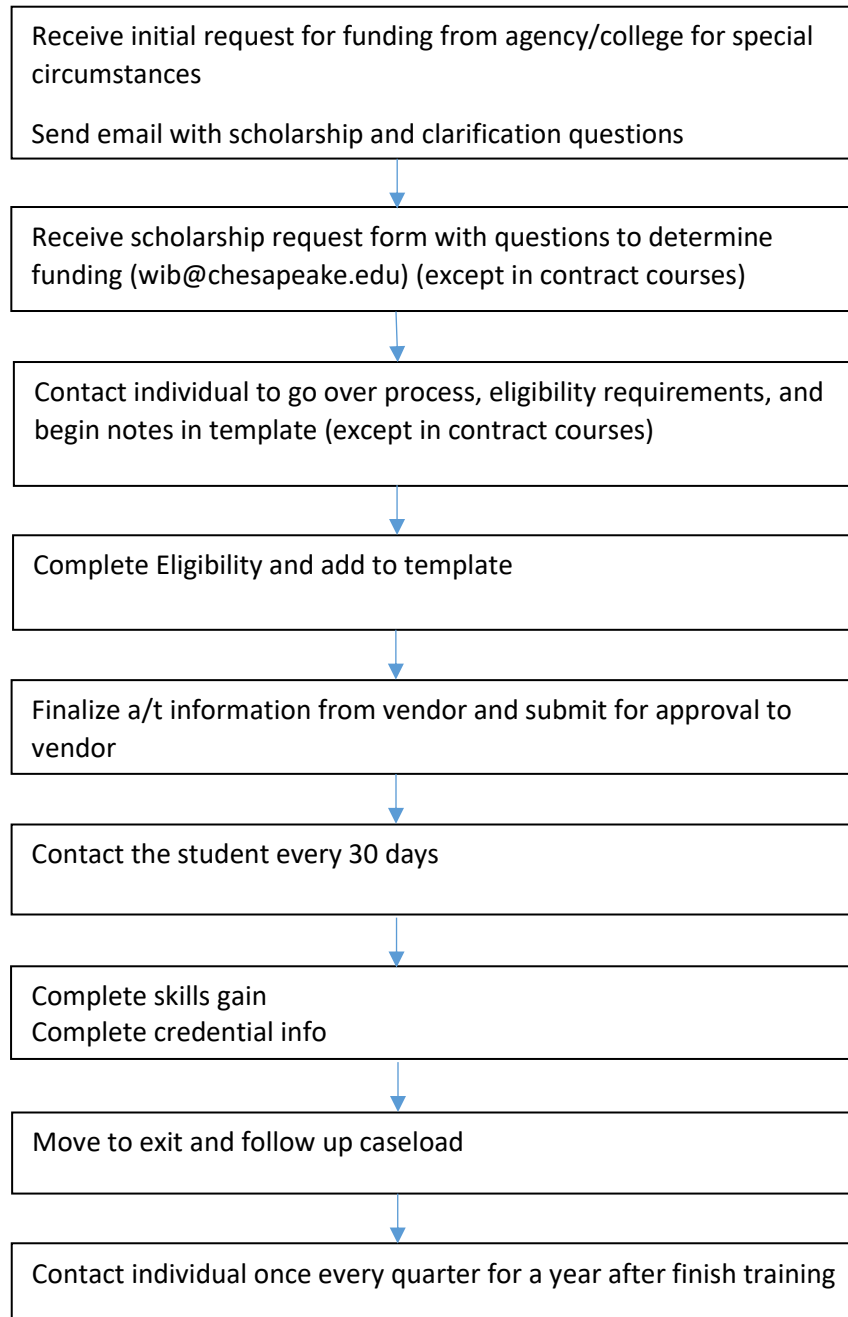 Receive initial request for funding from agency/college for special
circumstances
Send email with scholarship and clarification questions
Receive scholarship request form with questions to determine
funding (wib@chesapeake.edu) (except in contract courses)
Contact individual to go over process, eligibility requirements, and
begin notes in template (except in contract courses)
Complete Eligibility and add to template
Finalize a/t information from vendor and submit for approval to
vendor
Contact the student every 30 days
Complete skills gain
Complete credential info
Move to exit and follow up caseload
Contact individual once every quarter for a year after finish training